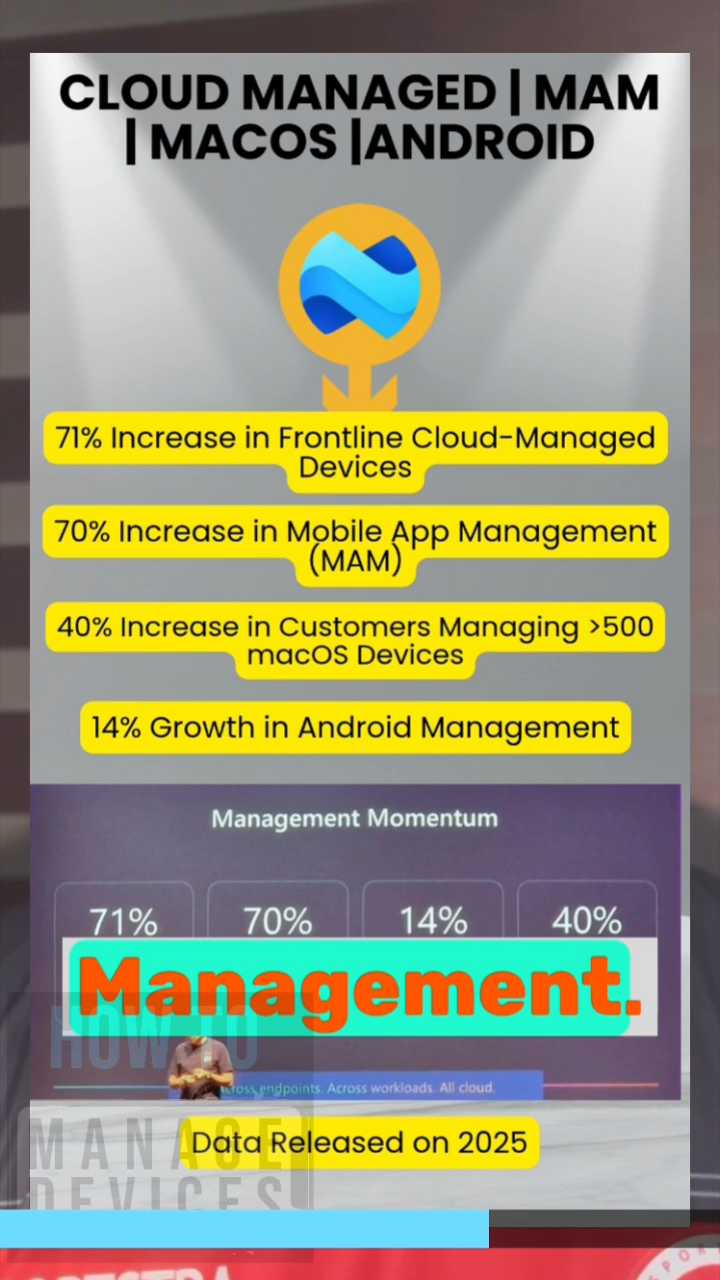 CLOUD MANAGED | MAM
| MACOS |ANDROID
71% Increase in Frontline Cloud-Managed
Devices
70% Increase in Mobile App Management
(MAM)
40% Increase in Customers Managing >500
macOS Devices
14% Growth in Android Management
Management Momentum
71% 70% 14% 40%
Management.
HOW TO
across endpoints. Across workloads. All cloud.
MANAGE
DEVICES
Data Released on 2025